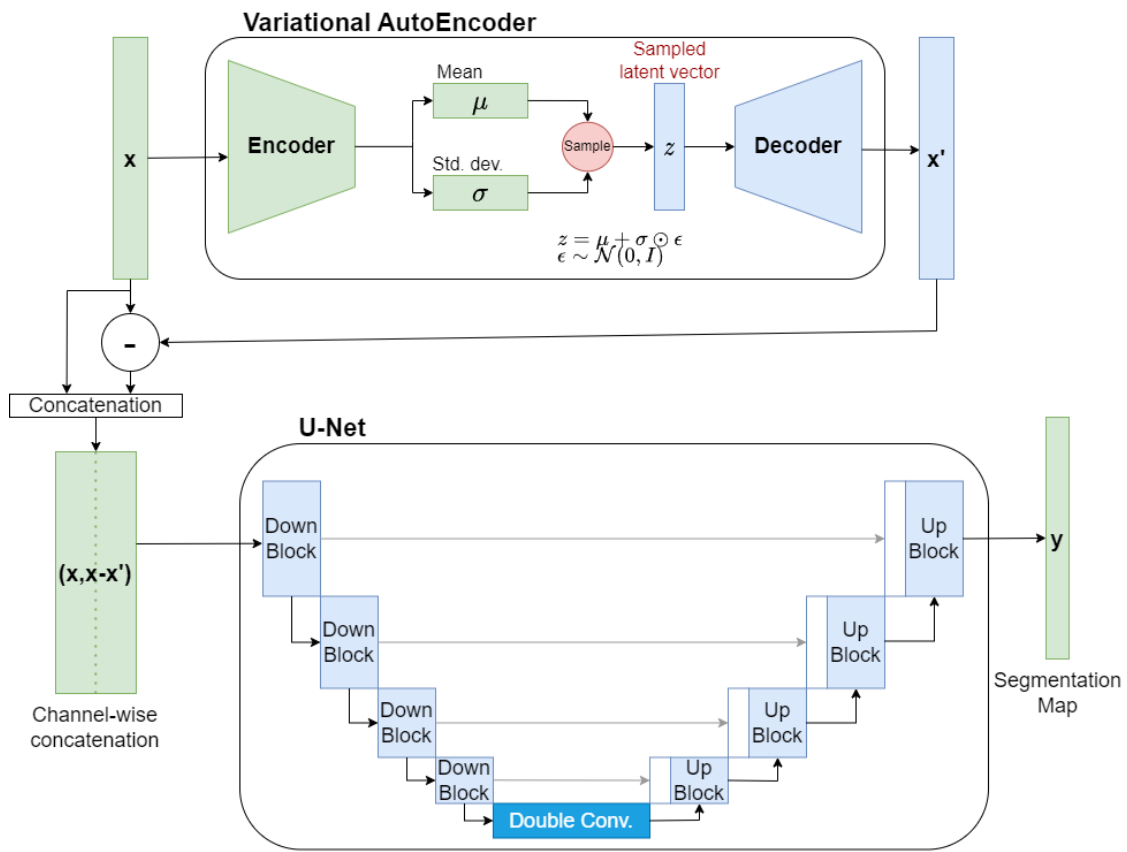 Variational AutoEncoder
x
Encoder
Mean
μ
Std. dev.
σ
Sample
Sampled
latent vector
z
Decoder
x'
z = μ + σ ⊙ ϵ
ϵ ∼ 𝒩(0, I)
-
Concatenation
(x,x-x')
Channel-wise
concatenation
U-Net
Down
Block
Down
Block
Down
Block
Down
Block
Double Conv.
Up
Block
Up
Block
Up
Block
Up
Block
y
Segmentation
Map